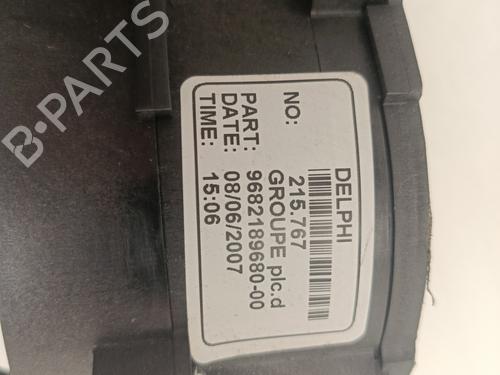 DELPHI
NO: 215.767
GROUPE plc.d
PART: 9682189680-00
DATE: 08/06/2007
TIME: 15:06
B-PARTS